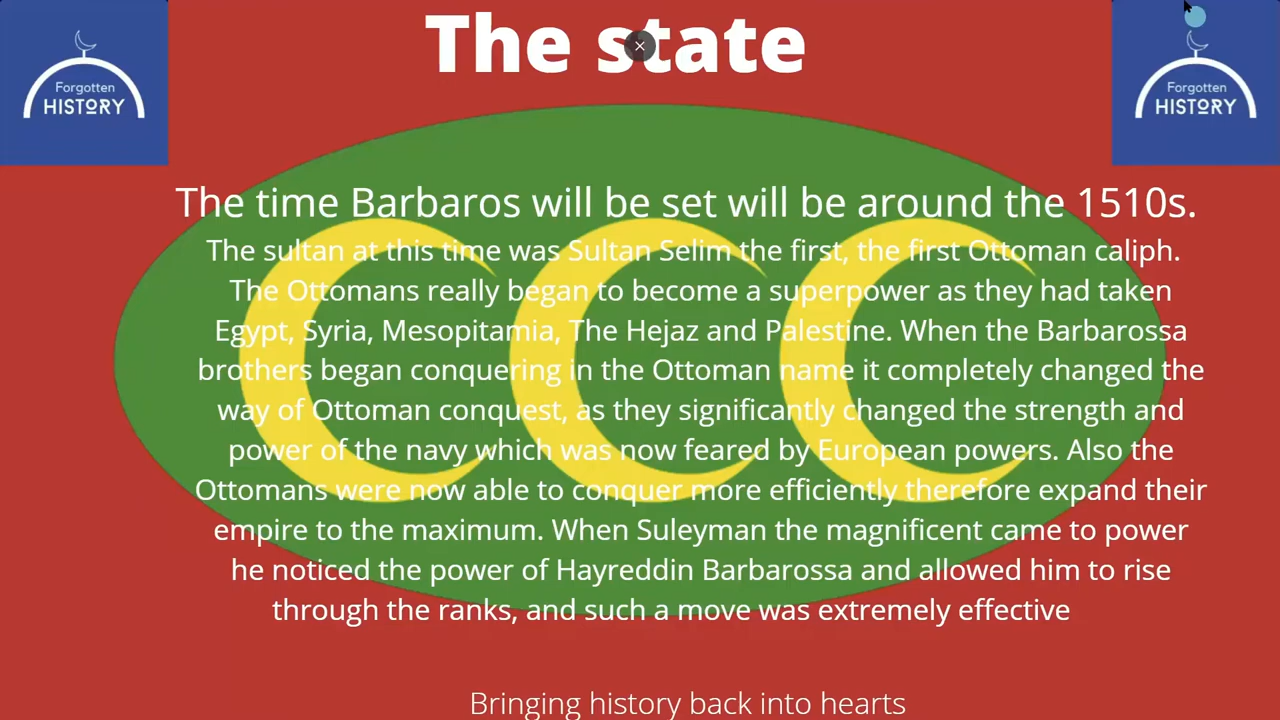 The state
Forgotten
HISTORY
Forgotten
HISTORY
The time Barbaros will be set will be around the 1510s.
The sultan at this time was Sultan Selim the first, the first Ottoman caliph.
The Ottomans really began to become a superpower as they had taken
Egypt, Syria, Mesopitamia, The Hejaz and Palestine. When the Barbarossa
brothers began conquering in the Ottoman name it completely changed the
way of Ottoman conquest, as they significantly changed the strength and
power of the navy which was now feared by European powers. Also the
Ottomans were now able to conquer more efficiently therefore expand their
empire to the maximum. When Suleyman the magnificent came to power
he noticed the power of Hayreddin Barbarossa and allowed him to rise
through the ranks, and such a move was extremely effective
Bringing history back into hearts